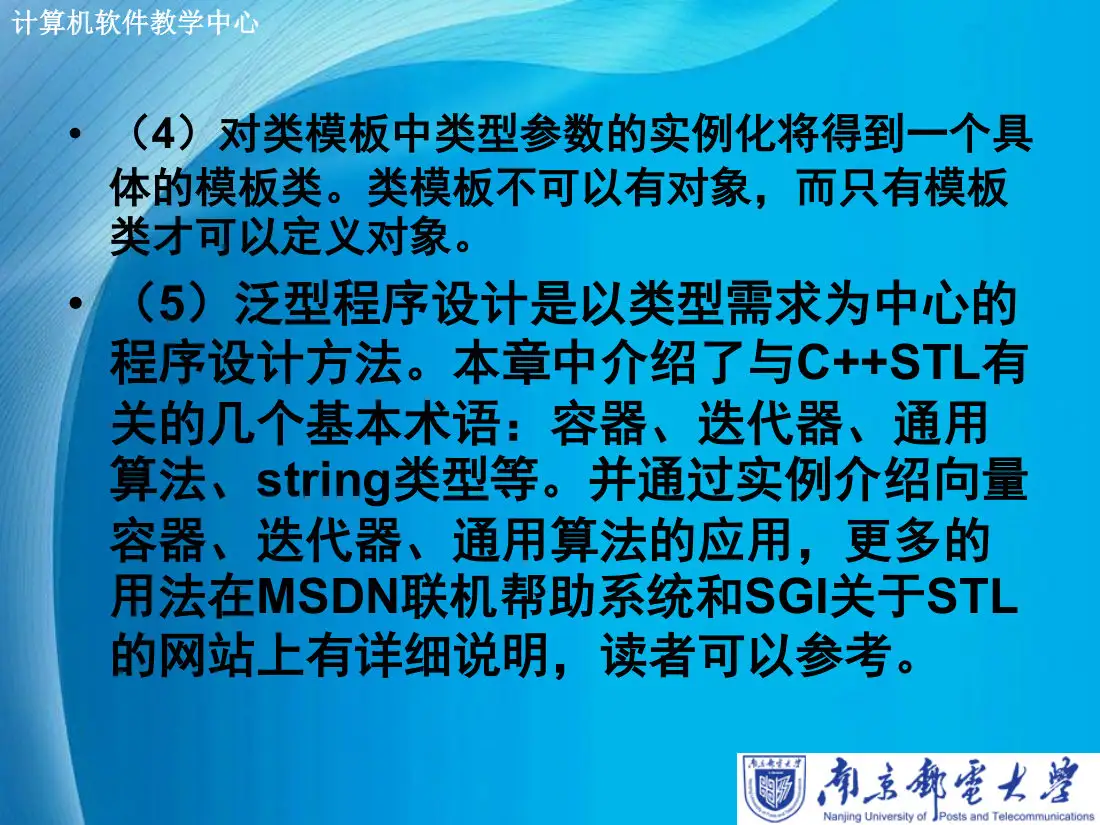 计算机软件教学中心
• （4）对类模板中类型参数的实例化将得到一个具
体的模板类。类模板不可以有对象，而只有模板
类才可以定义对象。
• （5）泛型程序设计是以类型需求为中心的
程序设计方法。本章中介绍了与C++STL有
关的几个基本术语：容器、迭代器、通用
算法、string类型等。并通过实例介绍向量
容器、迭代器、通用算法的应用，更多的
用法在MSDN联机帮助系统和SGI关于STL
的网站上有详细说明，读者可以参考。
南京郵電大學
Nanjing University of Posts and Telecommunications